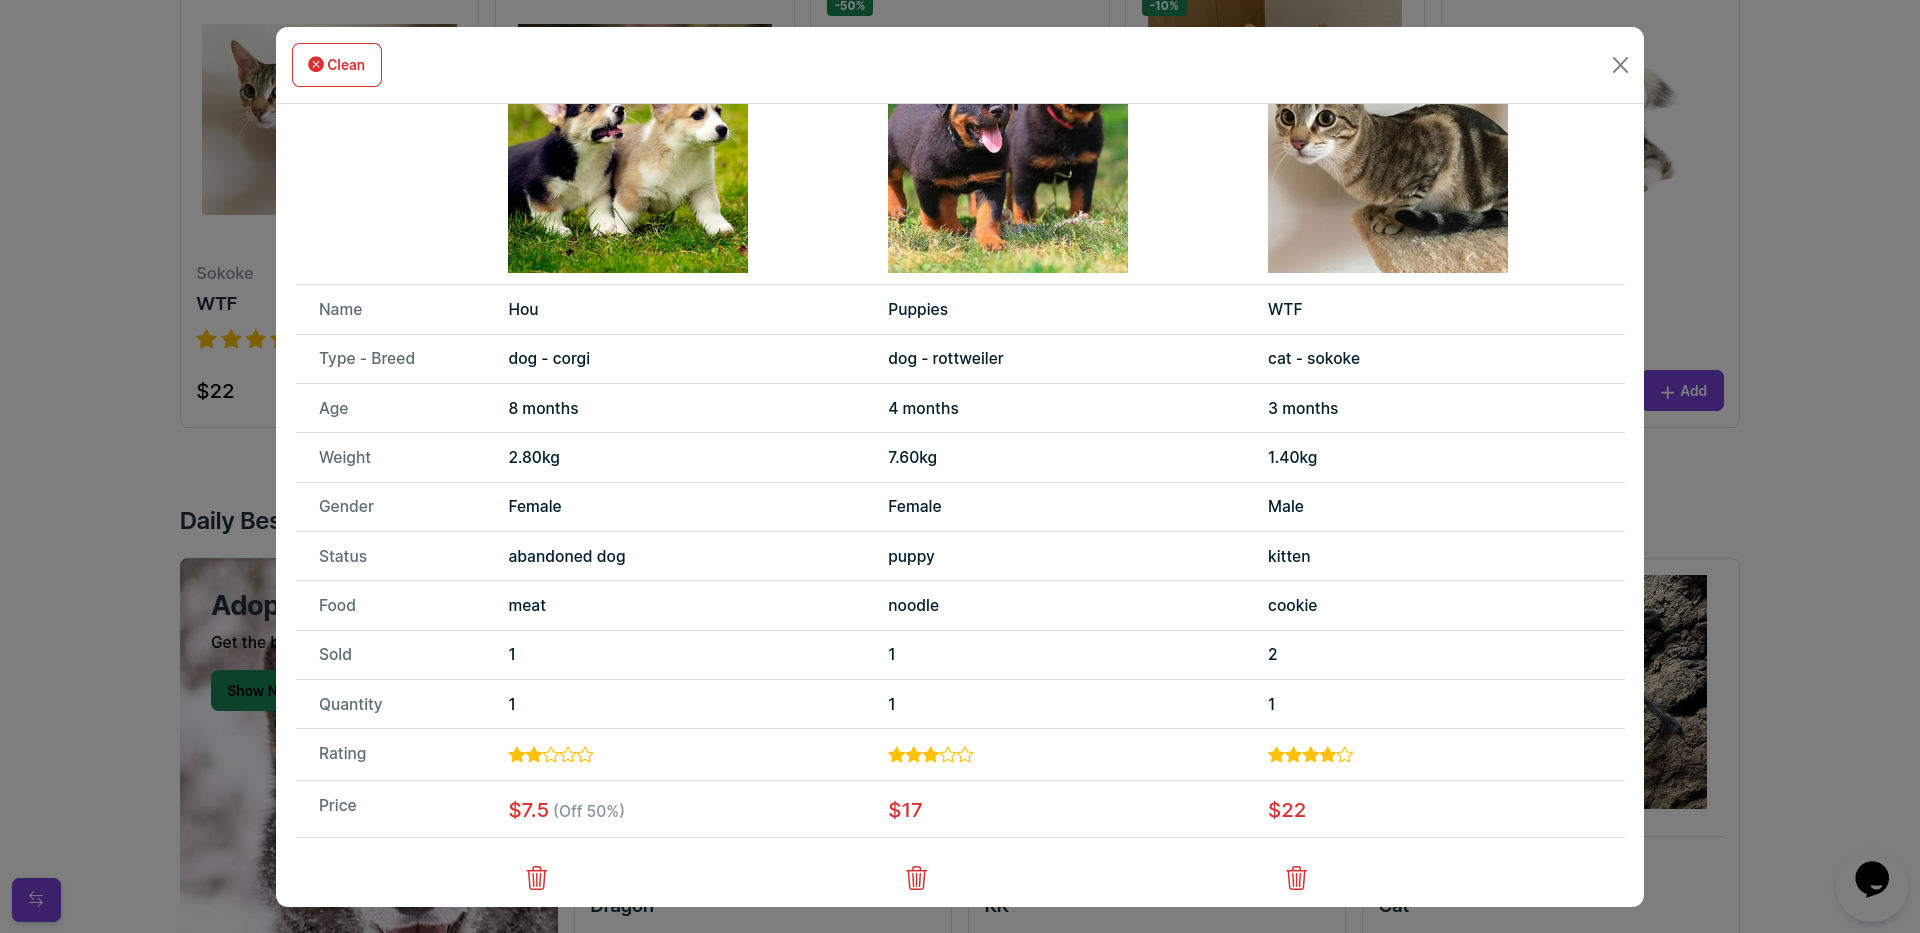 -50%
-10%
Clean
Sokoke
WTF
$22
Add
Name Hou Puppies WTF
Type - Breed dog - corgi dog - rottweiler cat - sokoke
Age 8 months 4 months 3 months
Weight 2.80kg 7.60kg 1.40kg
Gender Female Female Male
Status abandoned dog puppy kitten
Food meat noodle cookie
Sold 1 1 2
Quantity 1 1 1
Rating
Price $7.5 (Off 50%) $17 $22
Daily Bes
Adop
Get the b
Show N
Dragon
KK
Cat